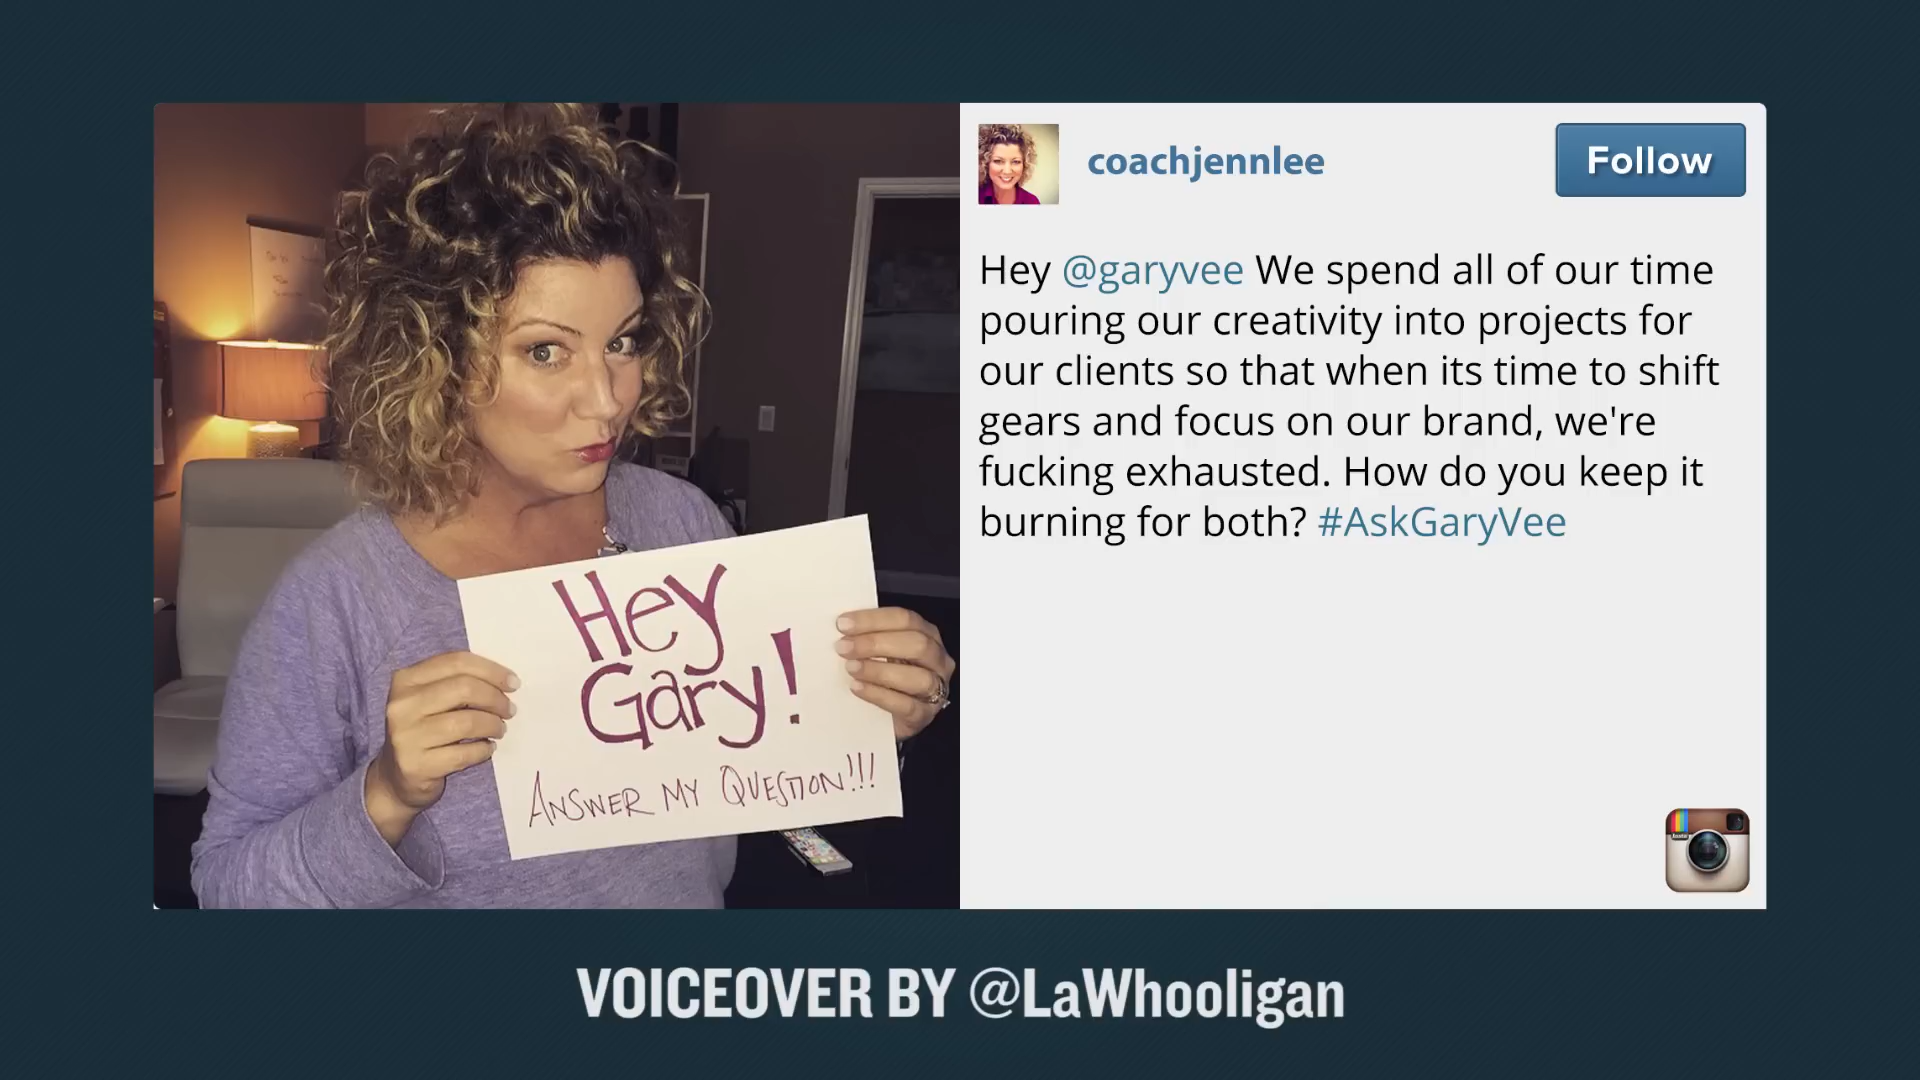 Hey
Gary!
ANSWER MY QUESTION!!!
coachjennlee
Follow
Hey @garyvee We spend all of our time
pouring our creativity into projects for
our clients so that when its time to shift
gears and focus on our brand, we're
fucking exhausted. How do you keep it
burning for both? #AskGaryVee
VOICEOVER BY @LaWhooligan